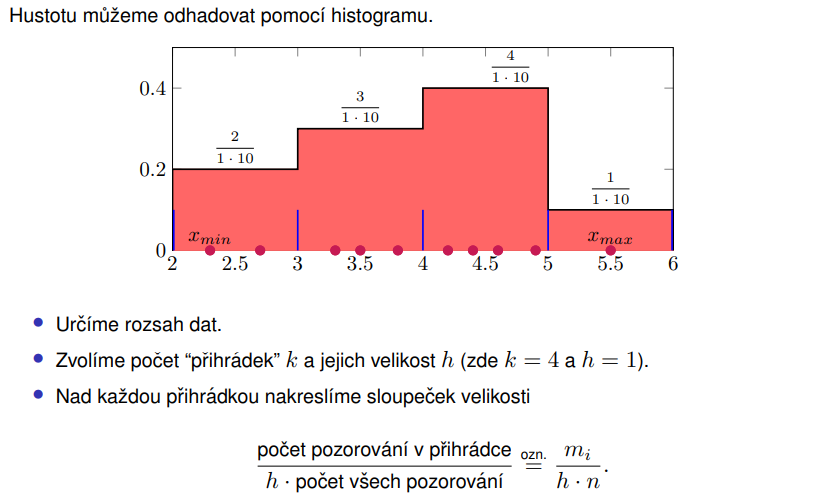 Hustotu můžeme odhadovat pomocí histogramu.
4
1 · 10
0.4
3
1 · 10
2
1 · 10
0.2
1
1 · 10
x_min
x_max
0
2 2.5 3 3.5 4 4.5 5 5.5 6
• Určíme rozsah dat.
• Zvolíme počet “přihrádek” k a jejich velikost h (zde k = 4 a h = 1).
• Nad každou přihrádkou nakreslíme sloupeček velikosti
počet pozorování v přihrádce ozn. m_i
h · počet všech pozorování = h · n .